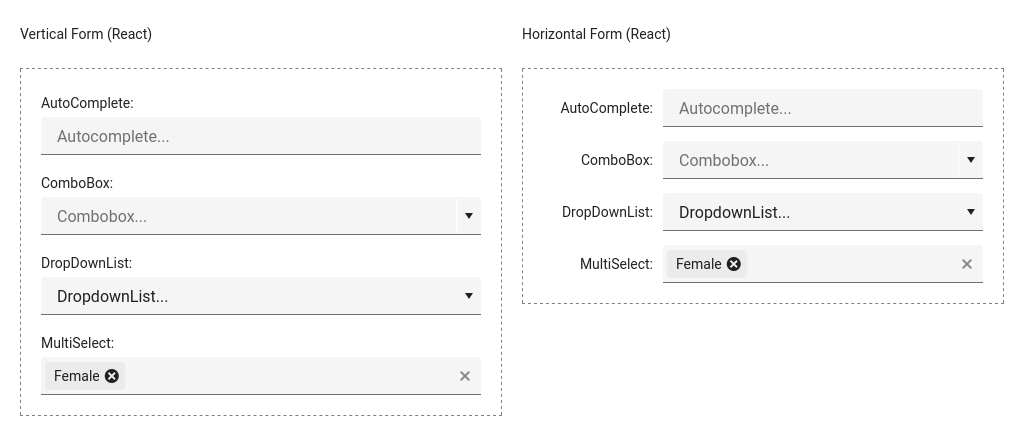 Vertical Form (React)
AutoComplete:
Autocomplete...
ComboBox:
Combobox...
DropDownList:
DropdownList...
MultiSelect:
Female
Horizontal Form (React)
AutoComplete: Autocomplete...
ComboBox: Combobox...
DropDownList: DropdownList...
MultiSelect: Female